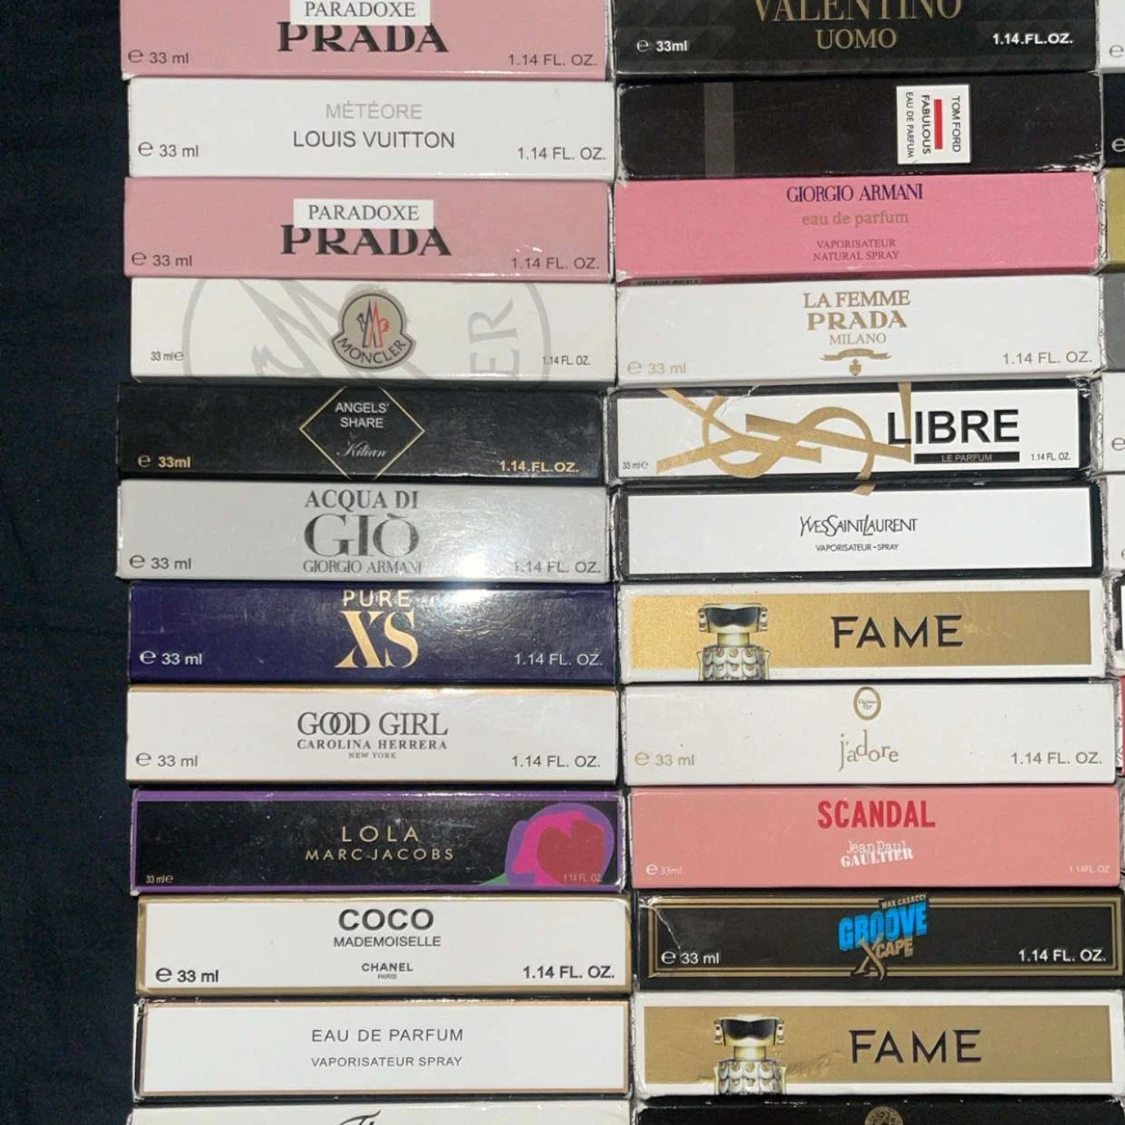 PARADOXE
PRADA
℮ 33 ml
1.14 FL. OZ.
MÉTÉORE
LOUIS VUITTON
℮ 33 ml
1.14 FL. OZ.
PARADOXE
PRADA
℮ 33 ml
1.14 FL. OZ.
ER
MONCLER
33 ml℮
1.14 FL. OZ.
ANGELS'
SHARE
Kilian
℮ 33ml
1.14.FL.OZ.
ACQUA DI
GIÒ
GIORGIO ARMANI
℮ 33 ml
1.14 FL. OZ.
PURE
XS
℮ 33 ml
1.14 FL. OZ.
GOOD GIRL
CAROLINA HERRERA
NEW YORK
℮ 33 ml
1.14 FL. OZ.
LOLA
MARC JACOBS
33 ml℮
1.14 FL. OZ.
COCO
MADEMOISELLE
CHANEL
PARIS
℮ 33 ml
1.14 FL. OZ.
EAU DE PARFUM
VAPORISATEUR SPRAY
VALENTINO
UOMO
℮ 33ml
1.14.FL.OZ.
TOM FORD
FABULOUS
EAU DE PARFUM
GIORGIO ARMANI
eau de parfum
VAPORISATEUR
NATURAL SPRAY
LA FEMME
PRADA
MILANO
℮ 33 ml
1.14 FL. OZ.
YSL
LIBRE
LE PARFUM
33 ml℮
1.14 FL. OZ.
YVESSAINTLAURENT
VAPORISATEUR-SPRAY
FAME
j'adore
℮ 33 ml
1.14 FL. OZ.
SCANDAL
Jean Paul
GAULTIER
℮ 33ml
1.14FL. OZ
MAX CASACCI
GROOVE
XCAPE
℮ 33 ml
1.14 FL. OZ.
FAME